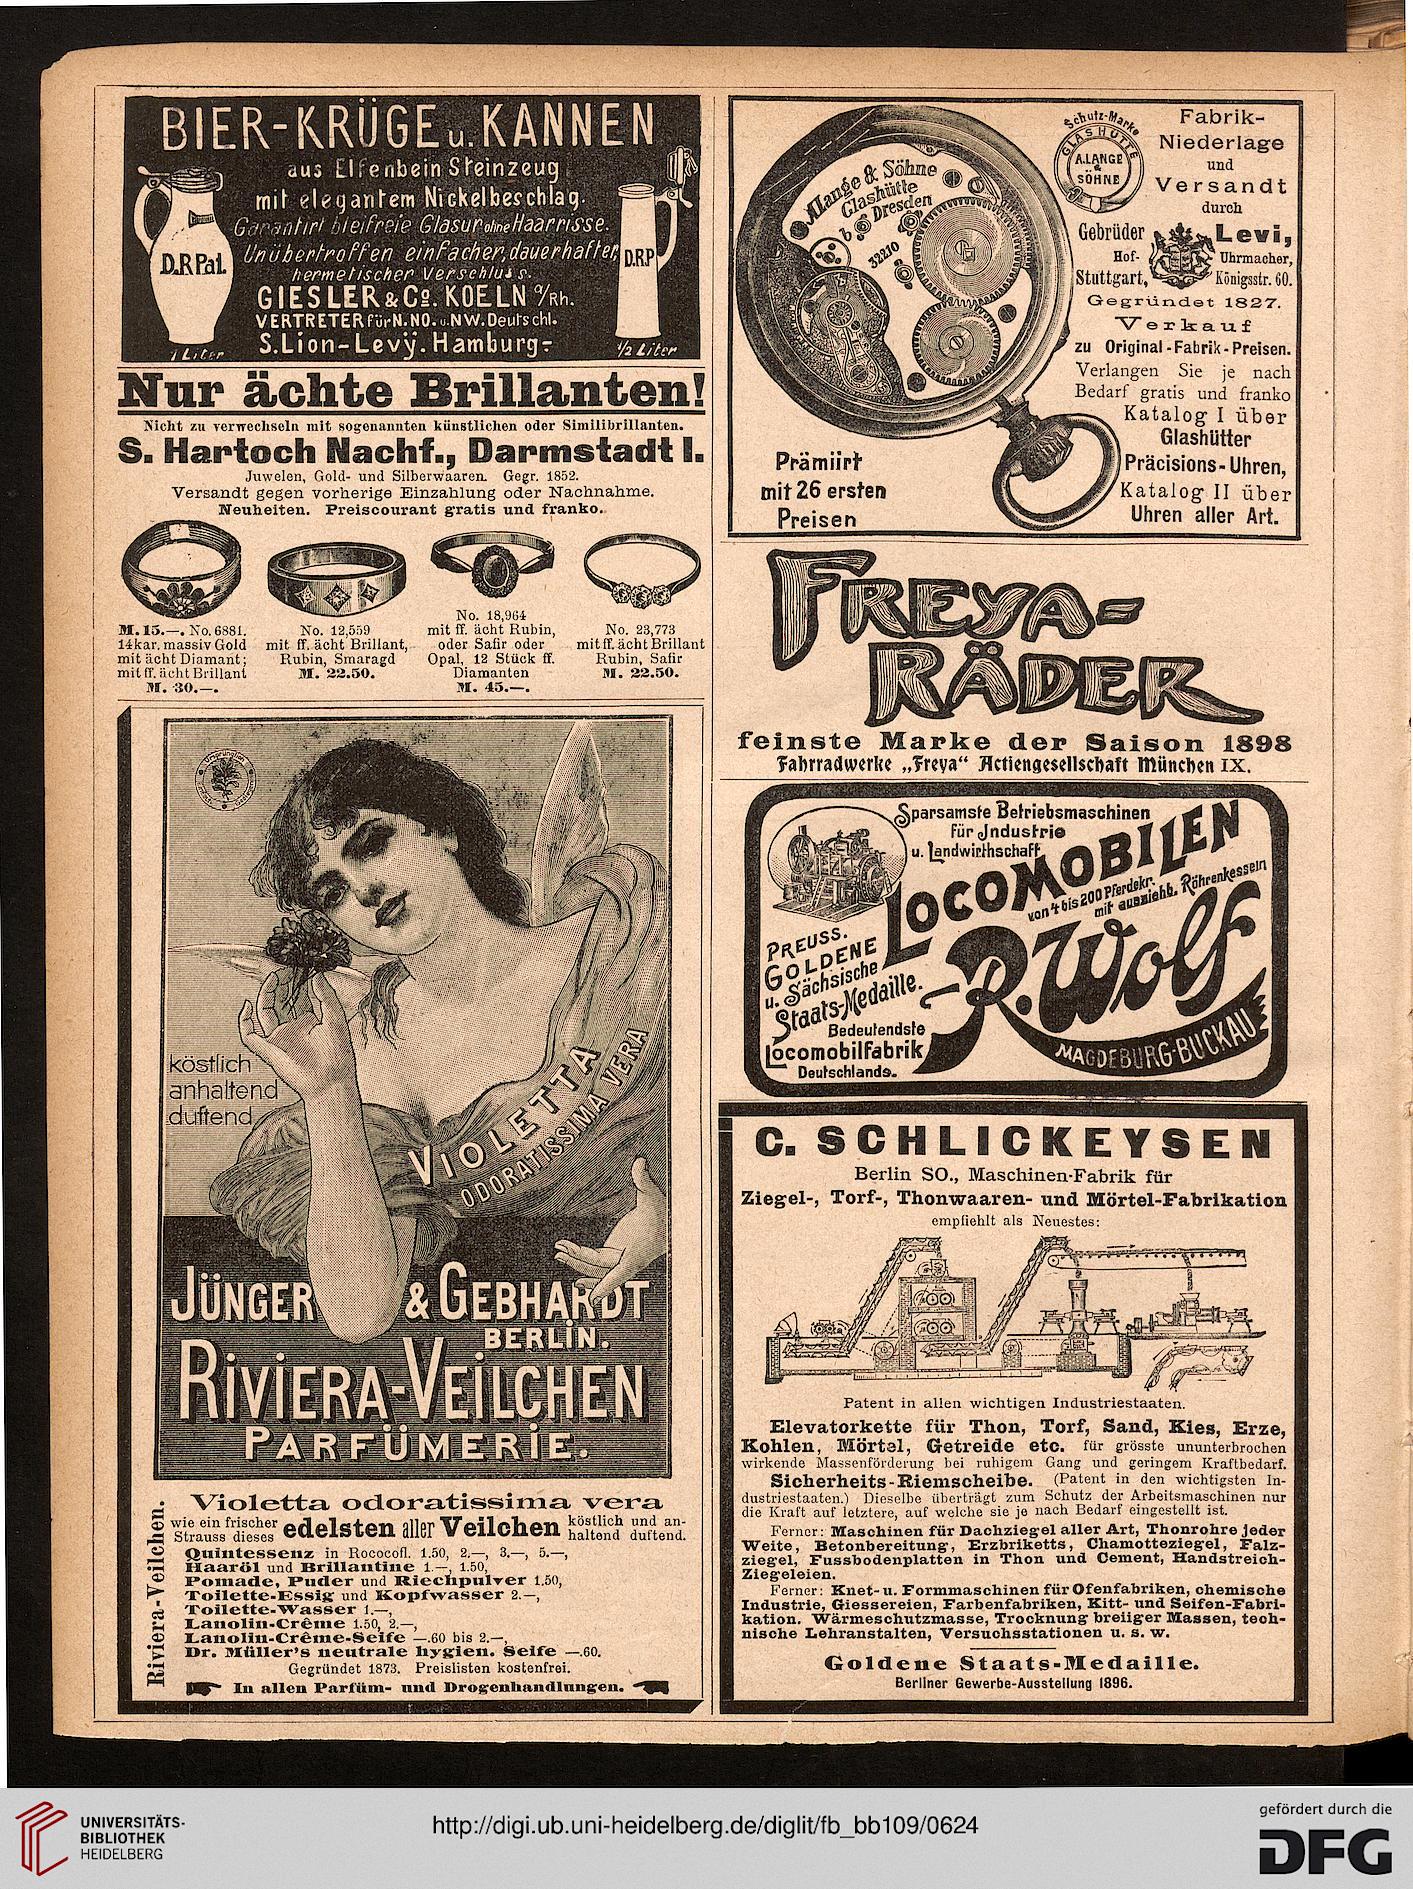 BIER-KRÜGE u. KANNEN
aus Elfenbein Steinzeug
mit elegantem Nickelbeschlag.
Garantirt bleifreie Glasur ohne Haarrisse.
Unübertroffen einfacher, dauerhafter,
hermetischer Verschluss.
D.R.Pat.
D.R.P.
GIESLER & Co. KOELN a/Rh.
VERTRETER für N. NO. u. NW. Deutschl.
S. Lion-Levÿ. Hamburg-
1 Liter
1/2 Liter
Nur ächte Brillanten!
Nicht zu verwechseln mit sogenannten künstlichen oder Similibrillanten.
S. Hartoch Nachf., Darmstadt I.
Juwelen, Gold- und Silberwaaren. Gegr. 1852.
Versandt gegen vorherige Einzahlung oder Nachnahme.
Neuheiten. Preiscourant gratis und franko.
M. 15.—. No. 6881.
14kar. massiv Gold
mit ächt Diamant;
mit ff. ächt Brillant
M. 30.—.
No. 12,559
mit ff. ächt Brillant,
Rubin, Smaragd
M. 22.50.
No. 18,964
mit ff. ächt Rubin,
oder Safir oder
Opal, 12 Stück ff.
Diamanten
M. 45.—.
No. 23,773
mit ff. ächt Brillant
Rubin, Safir
M. 22.50.
köstlich
anhaltend
duftend
VIOLETTA
ODORATISSIMA VERA
JÜNGER & GEBHARDT
BERLIN.
RIVIERA-VEILCHEN
PARFÜMERIE.
Riviera-Veilchen.
Violetta odoratissima vera
wie ein frischer
Strauss dieses
edelsten aller Veilchen
köstlich und an-
haltend duftend.
Quintessenz in Rococofl. 1.50, 2.—, 3.—, 5.—,
Haaröl und Brillantine 1.—, 1.50,
Pomade, Puder und Riechpulver 1.50,
Toilette-Essig und Kopfwasser 2.—,
Toilette-Wasser 1.—,
Lanolin-Crême 1.50, 2.—,
Lanolin-Crême-Seife —.60 bis 2.—,
Dr. Müller's neutrale hygien. Seife —.60.
Gegründet 1873. Preislisten kostenfrei.
In allen Parfüm- und Drogenhandlungen.
A. Lange & Söhne
Glashütte
b Dresden
32210
Schutz-Marke
GLASHÜTTE
A. LANGE
&
SÖHNE
Fabrik-
Niederlage
und
Versandt
durch
Gebrüder Levi,
Hof- Uhrmacher,
Stuttgart, Königsstr. 60.
Gegründet 1827.
Verkauf
zu Original-Fabrik-Preisen.
Verlangen Sie je nach
Bedarf gratis und franko
Katalog I über
Glashütter
Präcisions-Uhren,
Katalog II über
Uhren aller Art.
Prämiirt
mit 26 ersten
Preisen
FREYA-
RÄDER
feinste Marke der Saison 1898
Fahrradwerke „Freya“ Actiengesellschaft München IX.
Sparsamste Betriebsmaschinen
für Jndustrie
u. Landwirthschaft
LOCOMOBILEN
von 4 bis 200 Pferdekr.
mit ausziehb. Röhrenkesseln
PREUSS.
GOLDENE
u. Sächsische
Staats-Medaille.
R. Wolf
MAGDEBURG-BUCKAU
Bedeutendste
Locomobilfabrik
Deutschlands.
C. SCHLICKEYSEN
Berlin SO., Maschinen-Fabrik für
Ziegel-, Torf-, Thonwaaren- und Mörtel-Fabrikation
empfiehlt als Neuestes:
Patent in allen wichtigen Industriestaaten.
Elevatorkette für Thon, Torf, Sand, Kies, Erze,
Kohlen, Mörtel, Getreide etc. für grösste ununterbrochen
wirkende Massenförderung bei ruhigem Gang und geringem Kraftbedarf.
Sicherheits-Riemscheibe. (Patent in den wichtigsten In-
dustriestaaten.) Dieselbe überträgt zum Schutz der Arbeitsmaschinen nur
die Kraft auf letztere, auf welche sie je nach Bedarf eingestellt ist.
Ferner: Maschinen für Dachziegel aller Art, Thonrohre jeder
Weite, Betonbereitung, Erzbriketts, Chamotteziegel, Falz-
ziegel, Fussbodenplatten in Thon und Cement, Handstreich-
Ziegeleien.
Ferner: Knet- u. Formmaschinen für Ofenfabriken, chemische
Industrie, Giessereien, Farbenfabriken, Kitt- und Seifen-Fabri-
kation. Wärmeschutzmasse, Trocknung breiiger Massen, tech-
nische Lehranstalten, Versuchsstationen u. s. w.
Goldene Staats-Medaille.
Berliner Gewerbe-Ausstellung 1896.
UNIVERSITÄTS-
BIBLIOTHEK
HEIDELBERG
http://digi.ub.uni-heidelberg.de/diglit/fb_bb109/0624
gefördert durch die
DFG